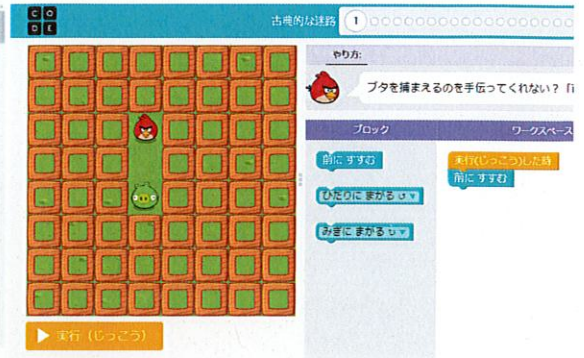 C O
D E
古典的な迷路 1
やり方:
ブタを捕まえるのを手伝ってくれない？「
ブロック
ワークスペース
前に すすむ
ひだりに まがる ↺ ▼
みぎに まがる ↻ ▼
実行(じっこう)した時
前に すすむ
▶ 実行（じっこう）